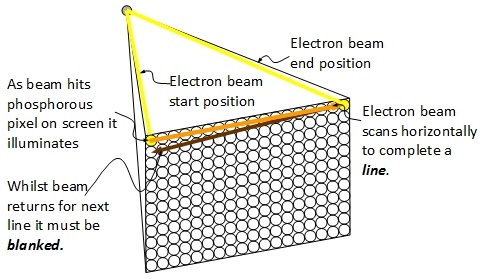 Electron beam
end position
Electron beam
start position
As beam hits
phosphorous
pixel on screen it
illuminates
Electron beam
scans horizontally
to complete a
line.
Whilst beam
returns for next
line it must be
blanked.